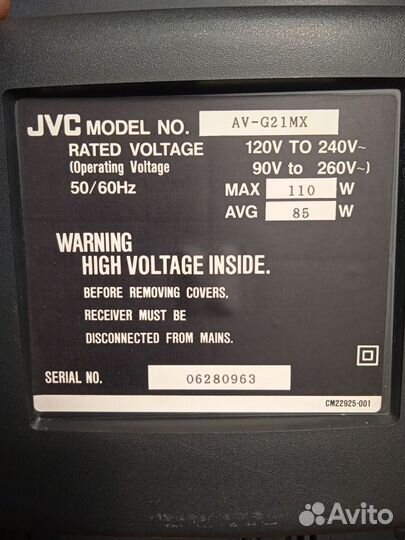 JVC MODEL NO. AV-G21MX
RATED VOLTAGE 120V TO 240V~
(Operating Voltage 90V to 260V~)
50/60Hz MAX 110 W
AVG 85 W
WARNING
HIGH VOLTAGE INSIDE.
BEFORE REMOVING COVERS,
RECEIVER MUST BE
DISCONNECTED FROM MAINS.
SERIAL NO. 06280963
CM22925-001
Avito